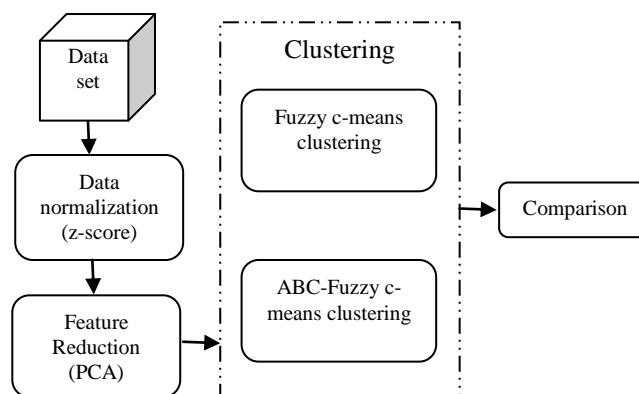 Data
set
Data
normalization
(z-score)
Feature
Reduction
(PCA)
Clustering
Fuzzy c-means
clustering
ABC-Fuzzy c-
means clustering
Comparison